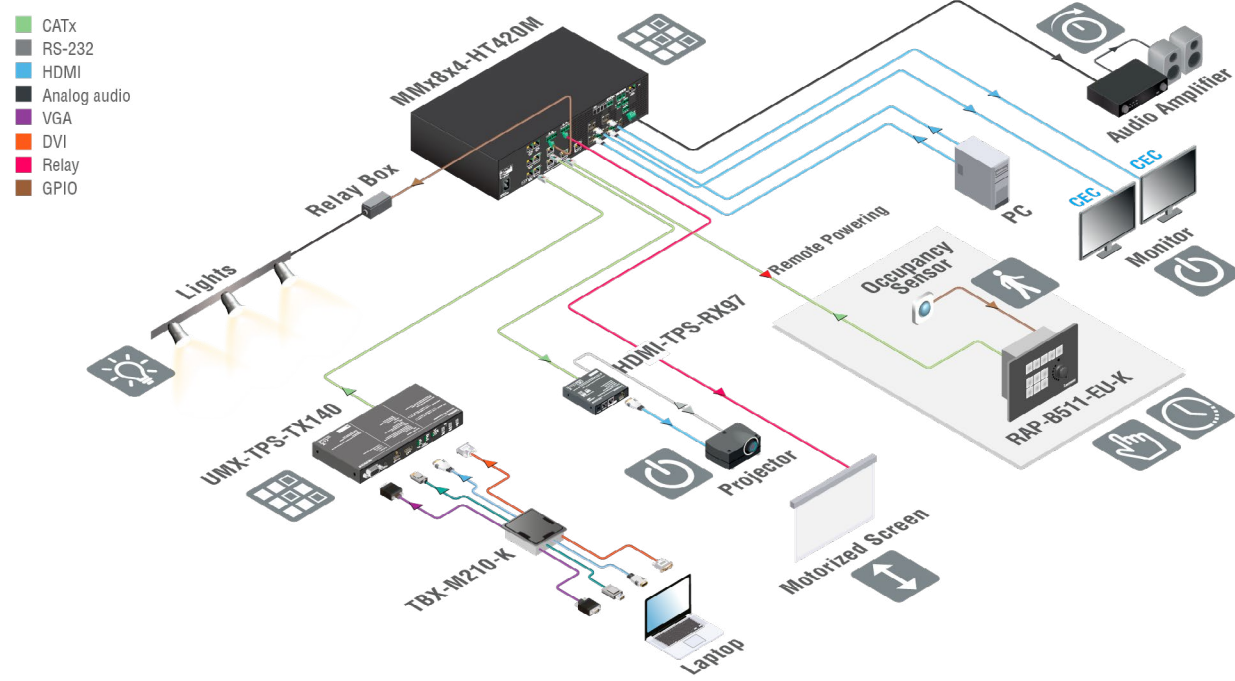 CATx
RS-232
HDMI
Analog audio
VGA
DVI
Relay
GPIO
MMx8x4-HT420M
Audio Amplifier
Relay Box
PC
CEC
CEC
Monitor
Lights
Remote Powering
Occupancy
Sensor
HDMI-TPS-RX97
RAP-B511-EU-K
UMX-TPS-TX140
Projector
Motorized Screen
TBX-M210-K
Laptop